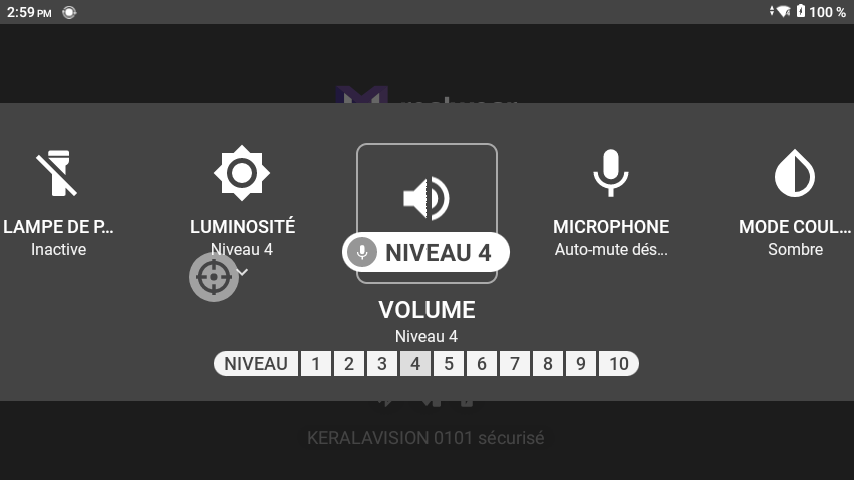 2:59 PM
100 %
LAMPE DE P...
Inactive
LUMINOSITÉ
Niveau 4
NIVEAU 4
MICROPHONE
Auto-mute dés...
MODE COUL...
Sombre
VOLUME
Niveau 4
NIVEAU 1 2 3 4 5 6 7 8 9 10
KERALAVISION 0101 sécurisé